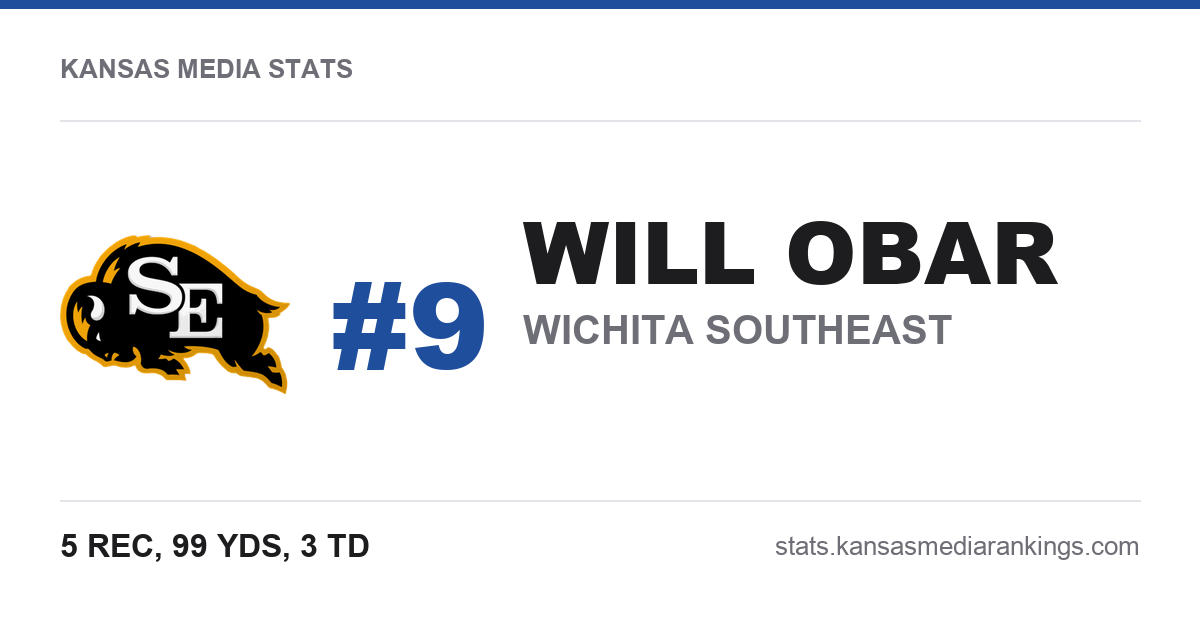 KANSAS MEDIA STATS
SE
#9
WILL OBAR
WICHITA SOUTHEAST
5 REC, 99 YDS, 3 TD
stats.kansasmediarankings.com